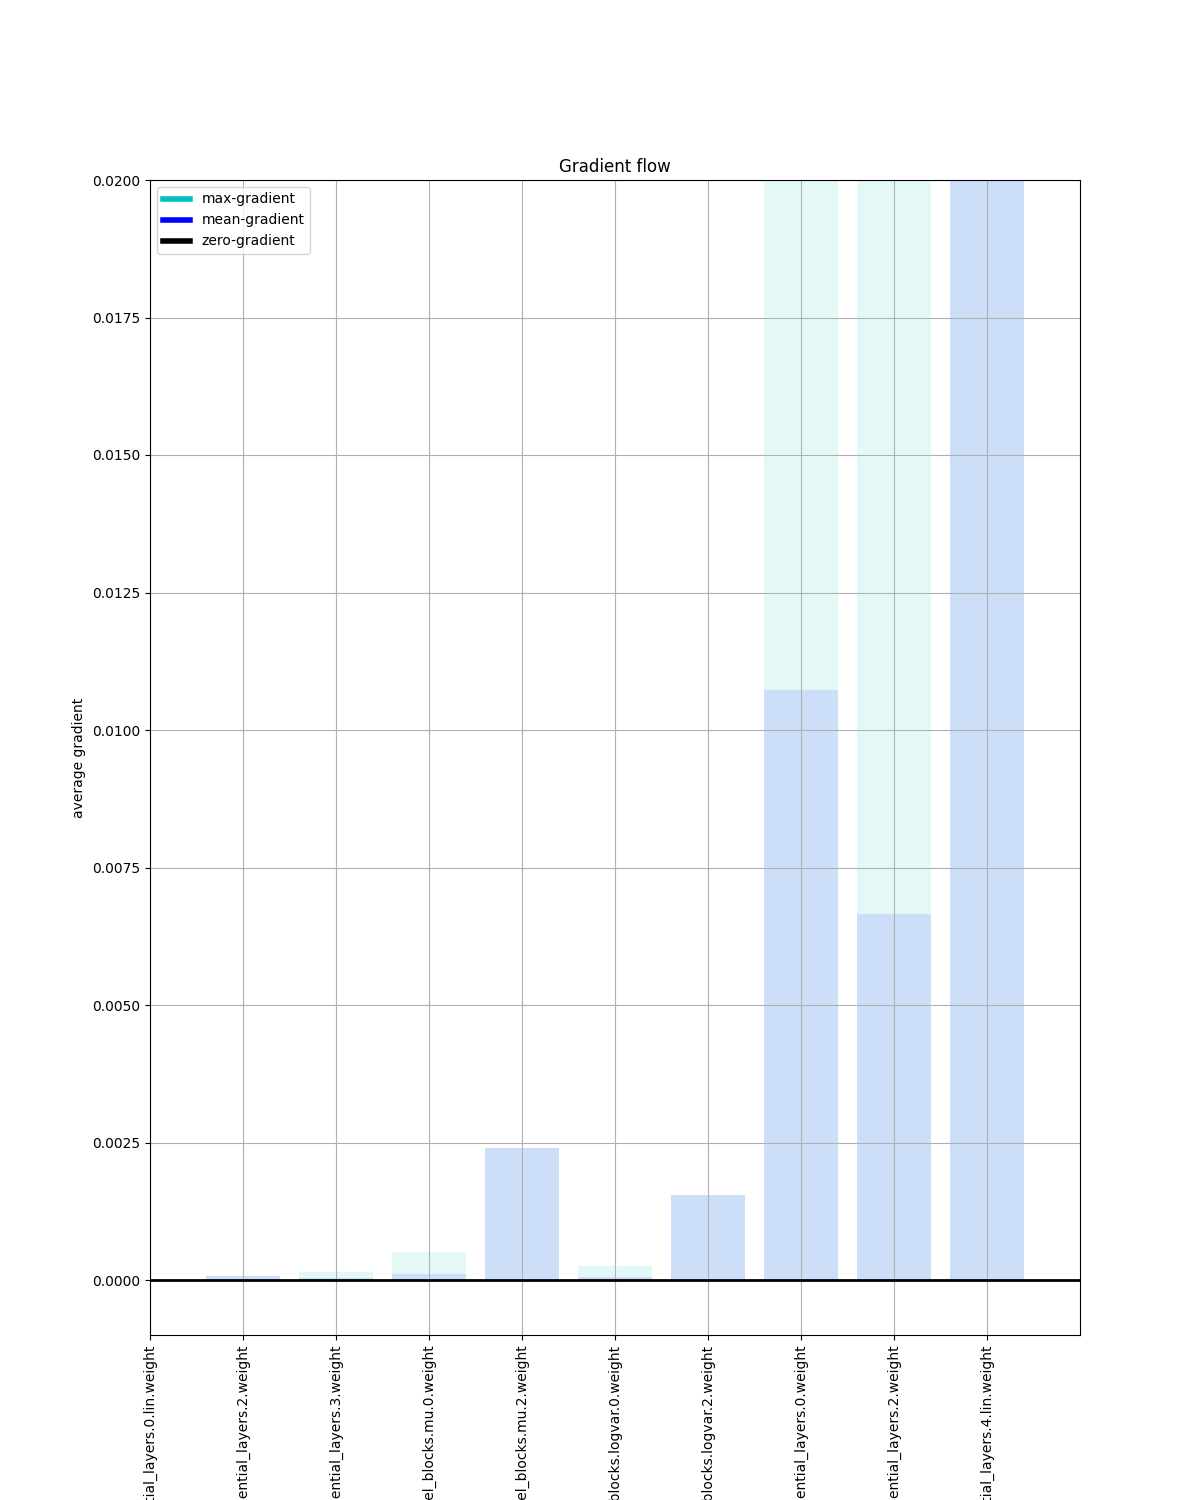 Gradient flow
max-gradient
mean-gradient
zero-gradient
0.0200
0.0175
0.0150
0.0125
0.0100
0.0075
0.0050
0.0025
0.0000
average gradient
tial_layers.0.lin.weight
ential_layers.2.weight
ential_layers.3.weight
el_blocks.mu.0.weight
el_blocks.mu.2.weight
blocks.logvar.0.weight
blocks.logvar.2.weight
ential_layers.0.weight
ential_layers.2.weight
tial_layers.4.lin.weight